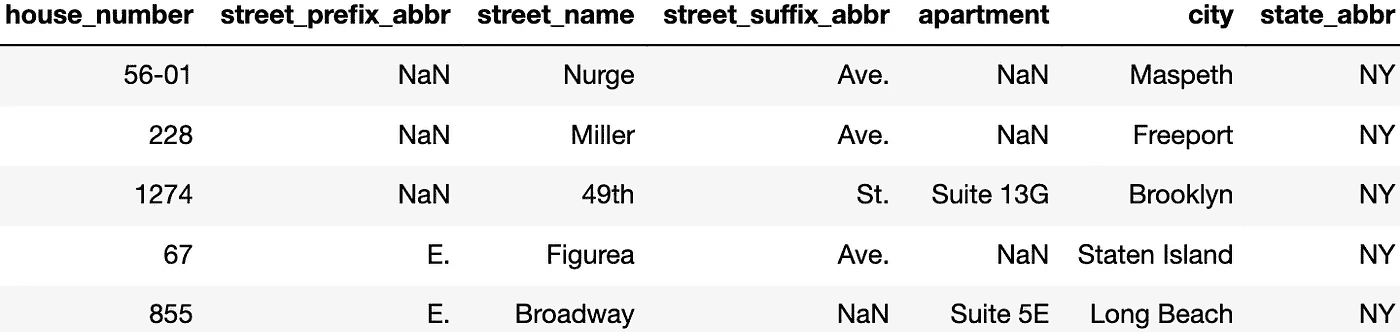 house_number street_prefix_abbr street_name street_suffix_abbr apartment city state_abbr
56-01 NaN Nurge Ave. NaN Maspeth NY
228 NaN Miller Ave. NaN Freeport NY
1274 NaN 49th St. Suite 13G Brooklyn NY
67 E. Figurea Ave. NaN Staten Island NY
855 E. Broadway NaN Suite 5E Long Beach NY